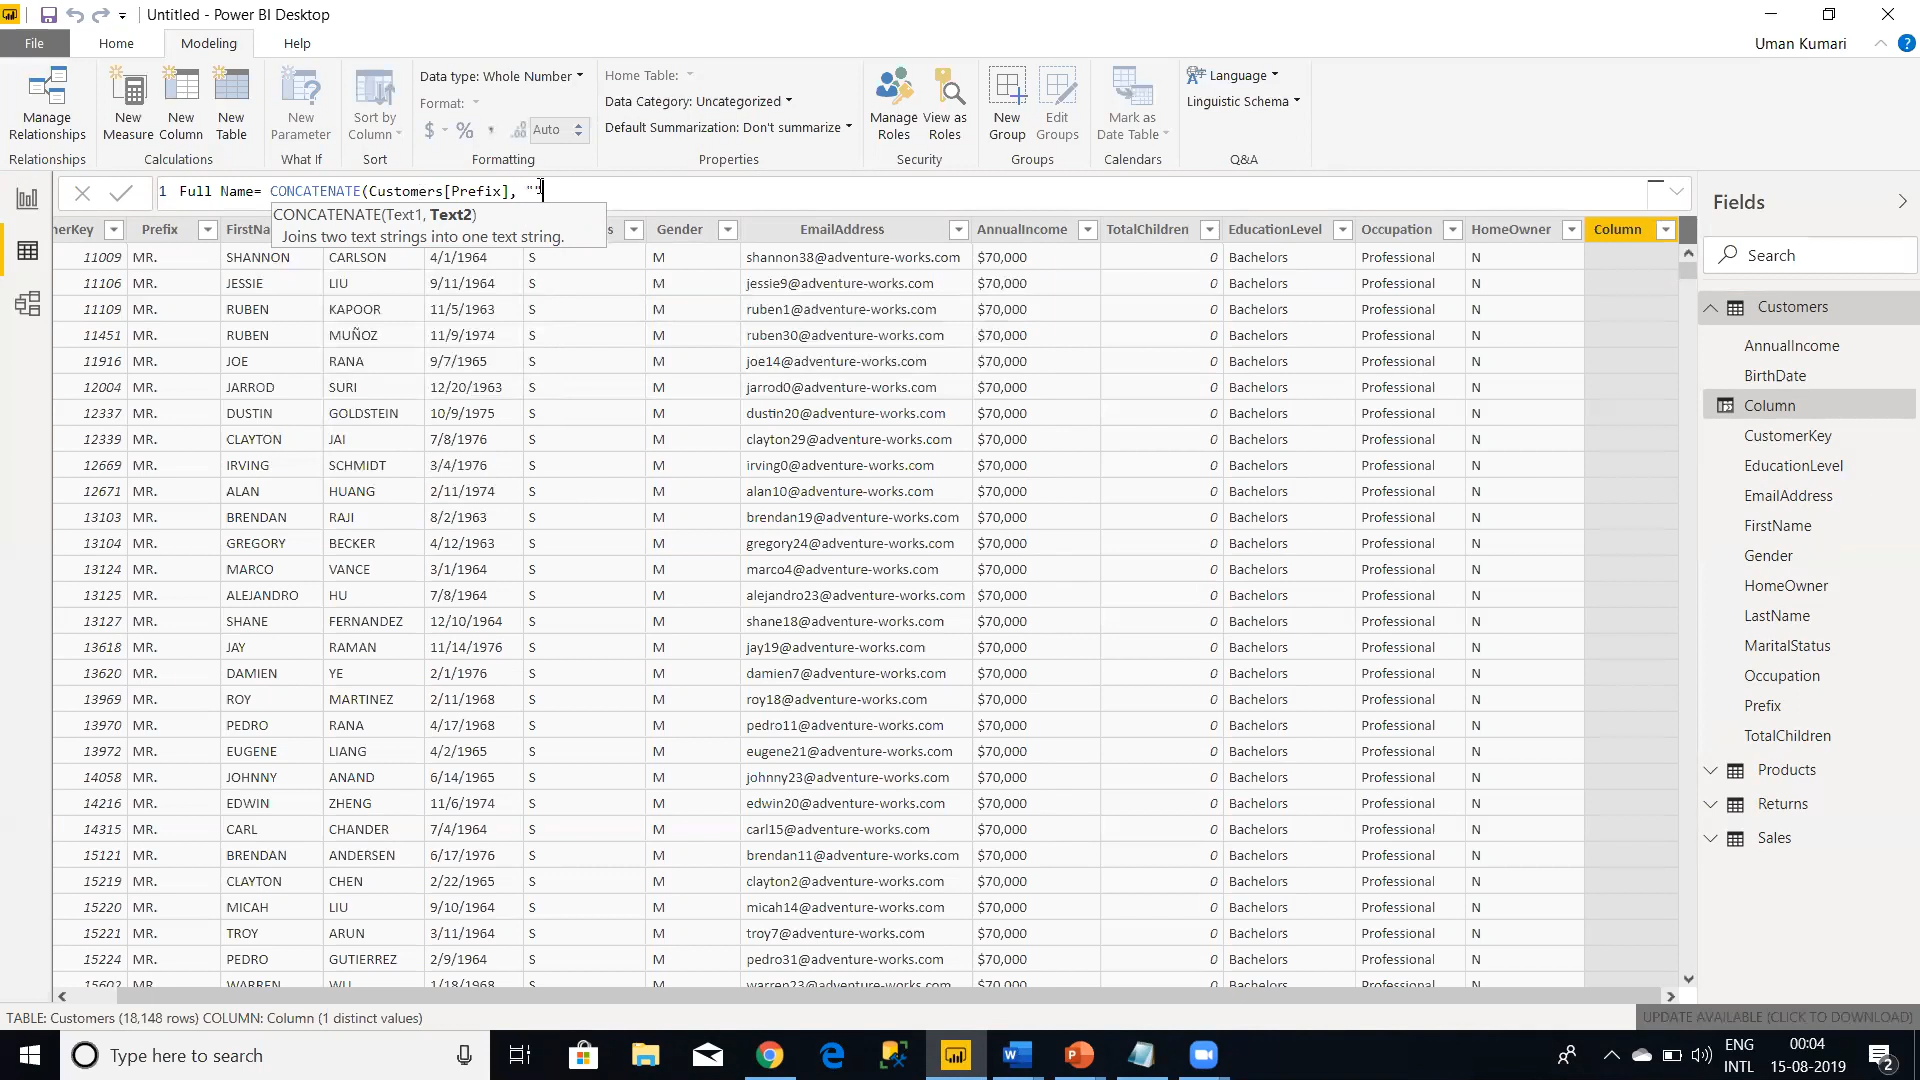 Untitled - Power BI Desktop
File Home Modeling Help Uman Kumari
Manage Relationships
New Measure
New Column
New Table
New Parameter
Sort by Column
Data type: Whole Number
Format:
$ % , Auto
Home Table:
Data Category: Uncategorized
Default Summarization: Don't summarize
Manage Roles
View as Roles
New Group
Edit Groups
Mark as Date Table
Language
Linguistic Schema
Relationships Calculations What If Sort Formatting Properties Security Groups Calendars Q&A
1 Full Name= CONCATENATE(Customers[Prefix], ""
CONCATENATE(Text1, Text2)
Joins two text strings into one text string.
erKey Prefix FirstNa s Gender EmailAddress AnnualIncome TotalChildren EducationLevel Occupation HomeOwner Column
11009 MR. SHANNON CARLSON 4/1/1964 S M shannon38@adventure-works.com $70,000 0 Bachelors Professional N
11106 MR. JESSIE LIU 9/11/1964 S M jessie9@adventure-works.com $70,000 0 Bachelors Professional N
11109 MR. RUBEN KAPOOR 11/5/1963 S M ruben1@adventure-works.com $70,000 0 Bachelors Professional N
11451 MR. RUBEN MUÑOZ 11/9/1974 S M ruben30@adventure-works.com $70,000 0 Bachelors Professional N
11916 MR. JOE RANA 9/7/1965 S M joe14@adventure-works.com $70,000 0 Bachelors Professional N
12004 MR. JARROD SURI 12/20/1963 S M jarrod0@adventure-works.com $70,000 0 Bachelors Professional N
12337 MR. DUSTIN GOLDSTEIN 10/9/1975 S M dustin20@adventure-works.com $70,000 0 Bachelors Professional N
12339 MR. CLAYTON JAI 7/8/1976 S M clayton29@adventure-works.com $70,000 0 Bachelors Professional N
12669 MR. IRVING SCHMIDT 3/4/1976 S M irving0@adventure-works.com $70,000 0 Bachelors Professional N
12671 MR. ALAN HUANG 2/11/1974 S M alan10@adventure-works.com $70,000 0 Bachelors Professional N
13103 MR. BRENDAN RAJI 8/2/1963 S M brendan19@adventure-works.com $70,000 0 Bachelors Professional N
13104 MR. GREGORY BECKER 4/12/1963 S M gregory24@adventure-works.com $70,000 0 Bachelors Professional N
13124 MR. MARCO VANCE 3/1/1964 S M marco4@adventure-works.com $70,000 0 Bachelors Professional N
13125 MR. ALEJANDRO HU 7/8/1964 S M alejandro23@adventure-works.com $70,000 0 Bachelors Professional N
13127 MR. SHANE FERNANDEZ 12/10/1964 S M shane18@adventure-works.com $70,000 0 Bachelors Professional N
13618 MR. JAY RAMAN 11/14/1976 S M jay19@adventure-works.com $70,000 0 Bachelors Professional N
13620 MR. DAMIEN YE 2/1/1976 S M damien7@adventure-works.com $70,000 0 Bachelors Professional N
13969 MR. ROY MARTINEZ 2/11/1968 S M roy18@adventure-works.com $70,000 0 Bachelors Professional N
13970 MR. PEDRO RANA 4/17/1968 S M pedro11@adventure-works.com $70,000 0 Bachelors Professional N
13972 MR. EUGENE LIANG 4/2/1965 S M eugene21@adventure-works.com $70,000 0 Bachelors Professional N
14058 MR. JOHNNY ANAND 6/14/1965 S M johnny23@adventure-works.com $70,000 0 Bachelors Professional N
14216 MR. EDWIN ZHENG 11/6/1974 S M edwin20@adventure-works.com $70,000 0 Bachelors Professional N
14315 MR. CARL CHANDER 7/4/1964 S M carl15@adventure-works.com $70,000 0 Bachelors Professional N
15121 MR. BRENDAN ANDERSEN 6/17/1976 S M brendan11@adventure-works.com $70,000 0 Bachelors Professional N
15219 MR. CLAYTON CHEN 2/22/1965 S M clayton2@adventure-works.com $70,000 0 Bachelors Professional N
15220 MR. MICAH LIU 9/10/1964 S M micah14@adventure-works.com $70,000 0 Bachelors Professional N
15221 MR. TROY ARUN 3/11/1964 S M troy7@adventure-works.com $70,000 0 Bachelors Professional N
15224 MR. PEDRO GUTIERREZ 2/9/1964 S M pedro31@adventure-works.com $70,000 0 Bachelors Professional N
15602 MR. WARREN WU 1/18/1968 S M warren23@adventure-works.com $70,000 0 Bachelors Professional N
Fields
Search
Customers
AnnualIncome
BirthDate
Column
CustomerKey
EducationLevel
EmailAddress
FirstName
Gender
HomeOwner
LastName
MaritalStatus
Occupation
Prefix
TotalChildren
Products
Returns
Sales
TABLE: Customers (18,148 rows) COLUMN: Column (1 distinct values)
UPDATE AVAILABLE (CLICK TO DOWNLOAD)
Type here to search
ENG
INTL
00:04
15-08-2019
2